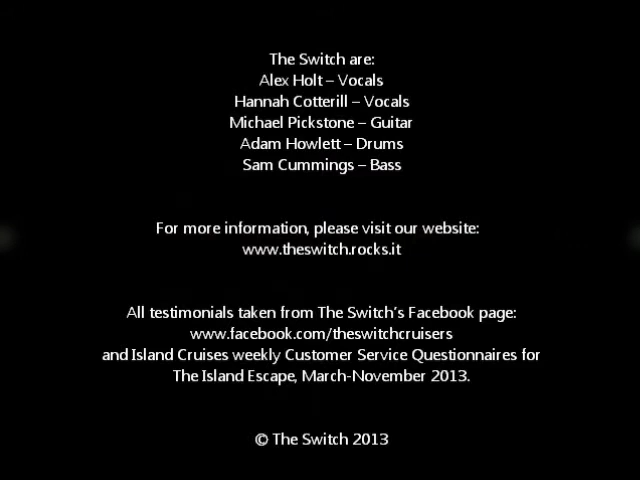 The Switch are:
Alex Holt – Vocals
Hannah Cotterill – Vocals
Michael Pickstone – Guitar
Adam Howlett – Drums
Sam Cummings – Bass
For more information, please visit our website:
www.theswitch.rocks.it
All testimonials taken from The Switch's Facebook page:
www.facebook.com/theswitchcruisers
and Island Cruises weekly Customer Service Questionnaires for
The Island Escape, March-November 2013.
© The Switch 2013